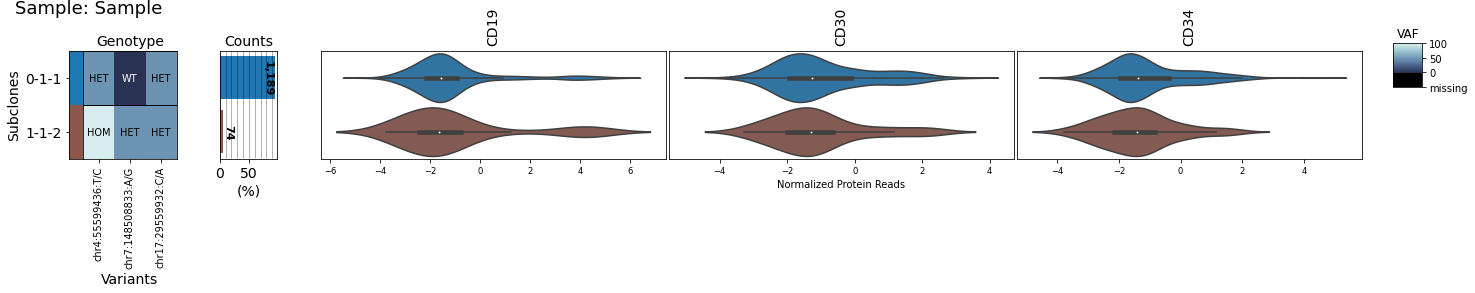 Sample: Sample
Genotype
Counts
CD19
CD30
CD34
VAF
Subclones
0-1-1
HET
WT
HET
1,189
1-1-2
HOM
HET
HET
74
100
50
0
missing
chr4:55599436:T/C
chr7:148508833:A/G
chr17:29559932:C/A
Variants
0 50
(%)
−6 −4 −2 0 2 4 6
−4 −2 0 2 4
−4 −2 0 2 4
Normalized Protein Reads